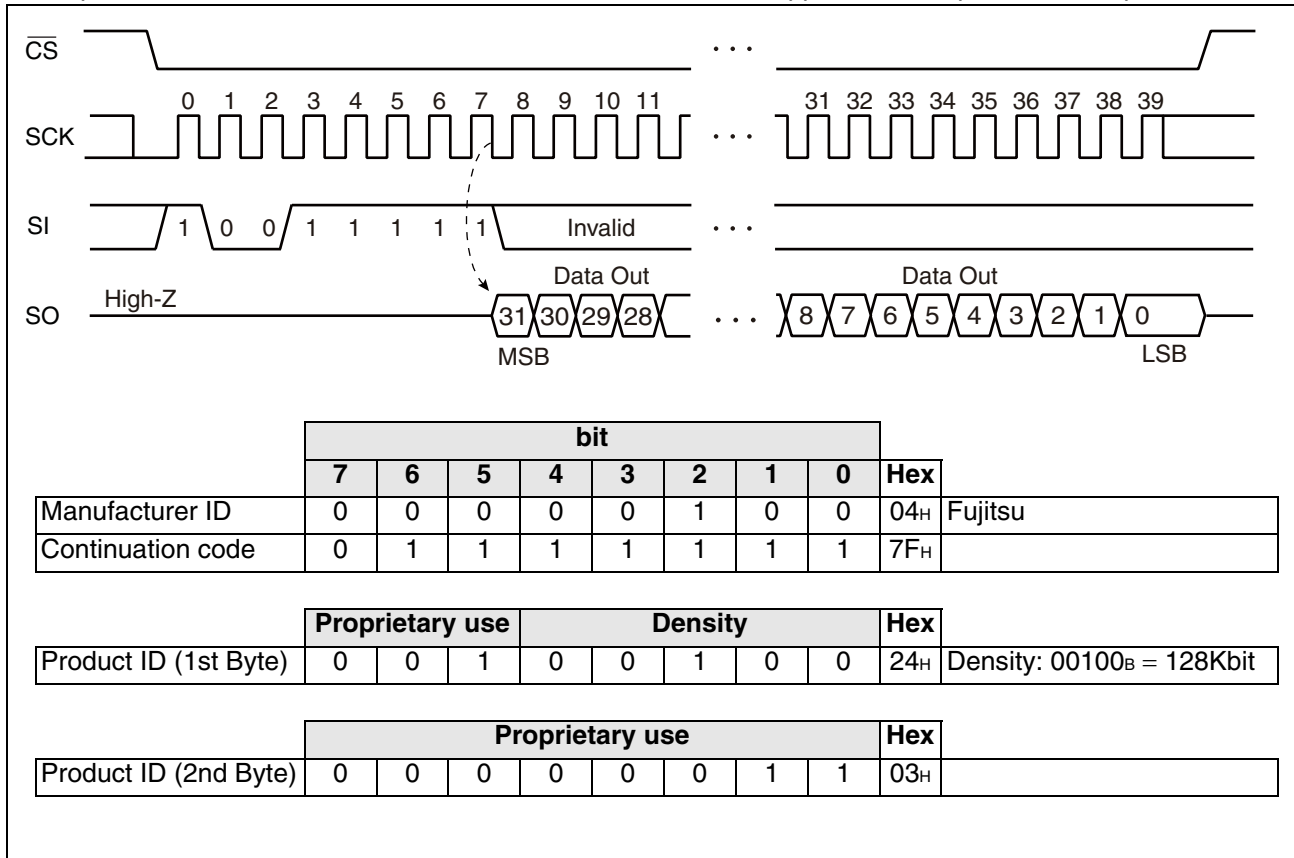 CS
0 1 2 3 4 5 6 7 8 9 10 11 31 32 33 34 35 36 37 38 39
SCK
SI 1 0 0 1 1 1 1 1 Invalid
Data Out Data Out
High-Z
SO 31 30 29 28 8 7 6 5 4 3 2 1 0
MSB LSB
bit
7 6 5 4 3 2 1 0 Hex
Manufacturer ID 0 0 0 0 0 1 0 0 04H Fujitsu
Continuation code 0 1 1 1 1 1 1 1 7FH
Proprietary use Density Hex
Product ID (1st Byte) 0 0 1 0 0 1 0 0 24H Density: 00100B = 128Kbit
Proprietary use Hex
Product ID (2nd Byte) 0 0 0 0 0 0 1 1 03H